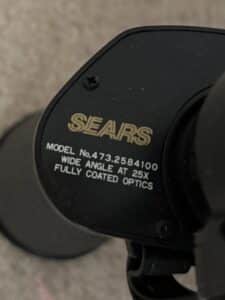 SEARS
MODEL No.473.2584100
WIDE ANGLE AT 25X
FULLY COATED OPTICS